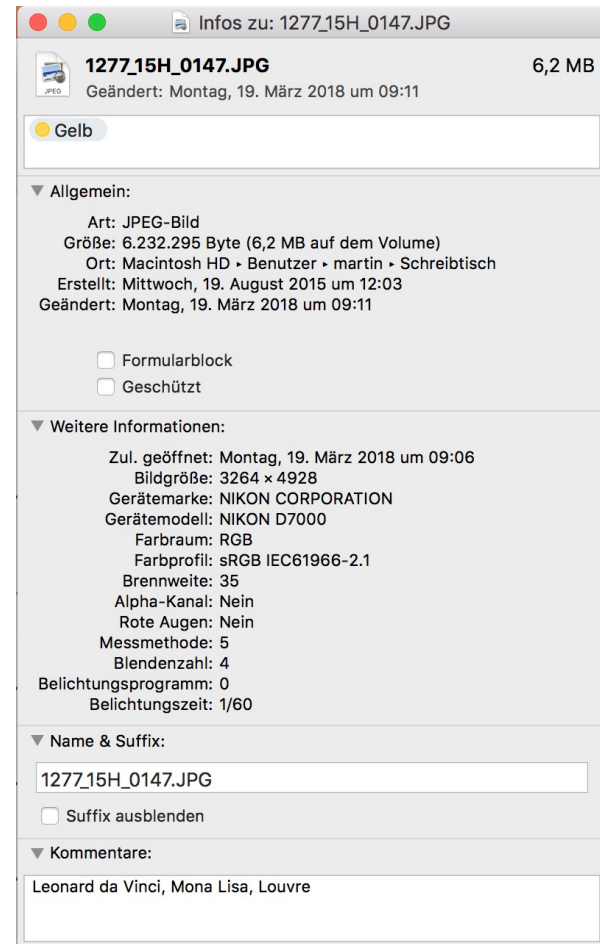 Infos zu: 1277_15H_0147.JPG
1277_15H_0147.JPG 6,2 MB
JPEG
Geändert: Montag, 19. März 2018 um 09:11
Gelb
Allgemein:
Art: JPEG-Bild
Größe: 6.232.295 Byte (6,2 MB auf dem Volume)
Ort: Macintosh HD ▸ Benutzer ▸ martin ▸ Schreibtisch
Erstellt: Mittwoch, 19. August 2015 um 12:03
Geändert: Montag, 19. März 2018 um 09:11
Formularblock
Geschützt
Weitere Informationen:
Zul. geöffnet: Montag, 19. März 2018 um 09:06
Bildgröße: 3264 × 4928
Gerätemarke: NIKON CORPORATION
Gerätemodell: NIKON D7000
Farbraum: RGB
Farbprofil: sRGB IEC61966-2.1
Brennweite: 35
Alpha-Kanal: Nein
Rote Augen: Nein
Messmethode: 5
Blendenzahl: 4
Belichtungsprogramm: 0
Belichtungszeit: 1/60
Name & Suffix:
1277_15H_0147.JPG
Suffix ausblenden
Kommentare:
Leonard da Vinci, Mona Lisa, Louvre